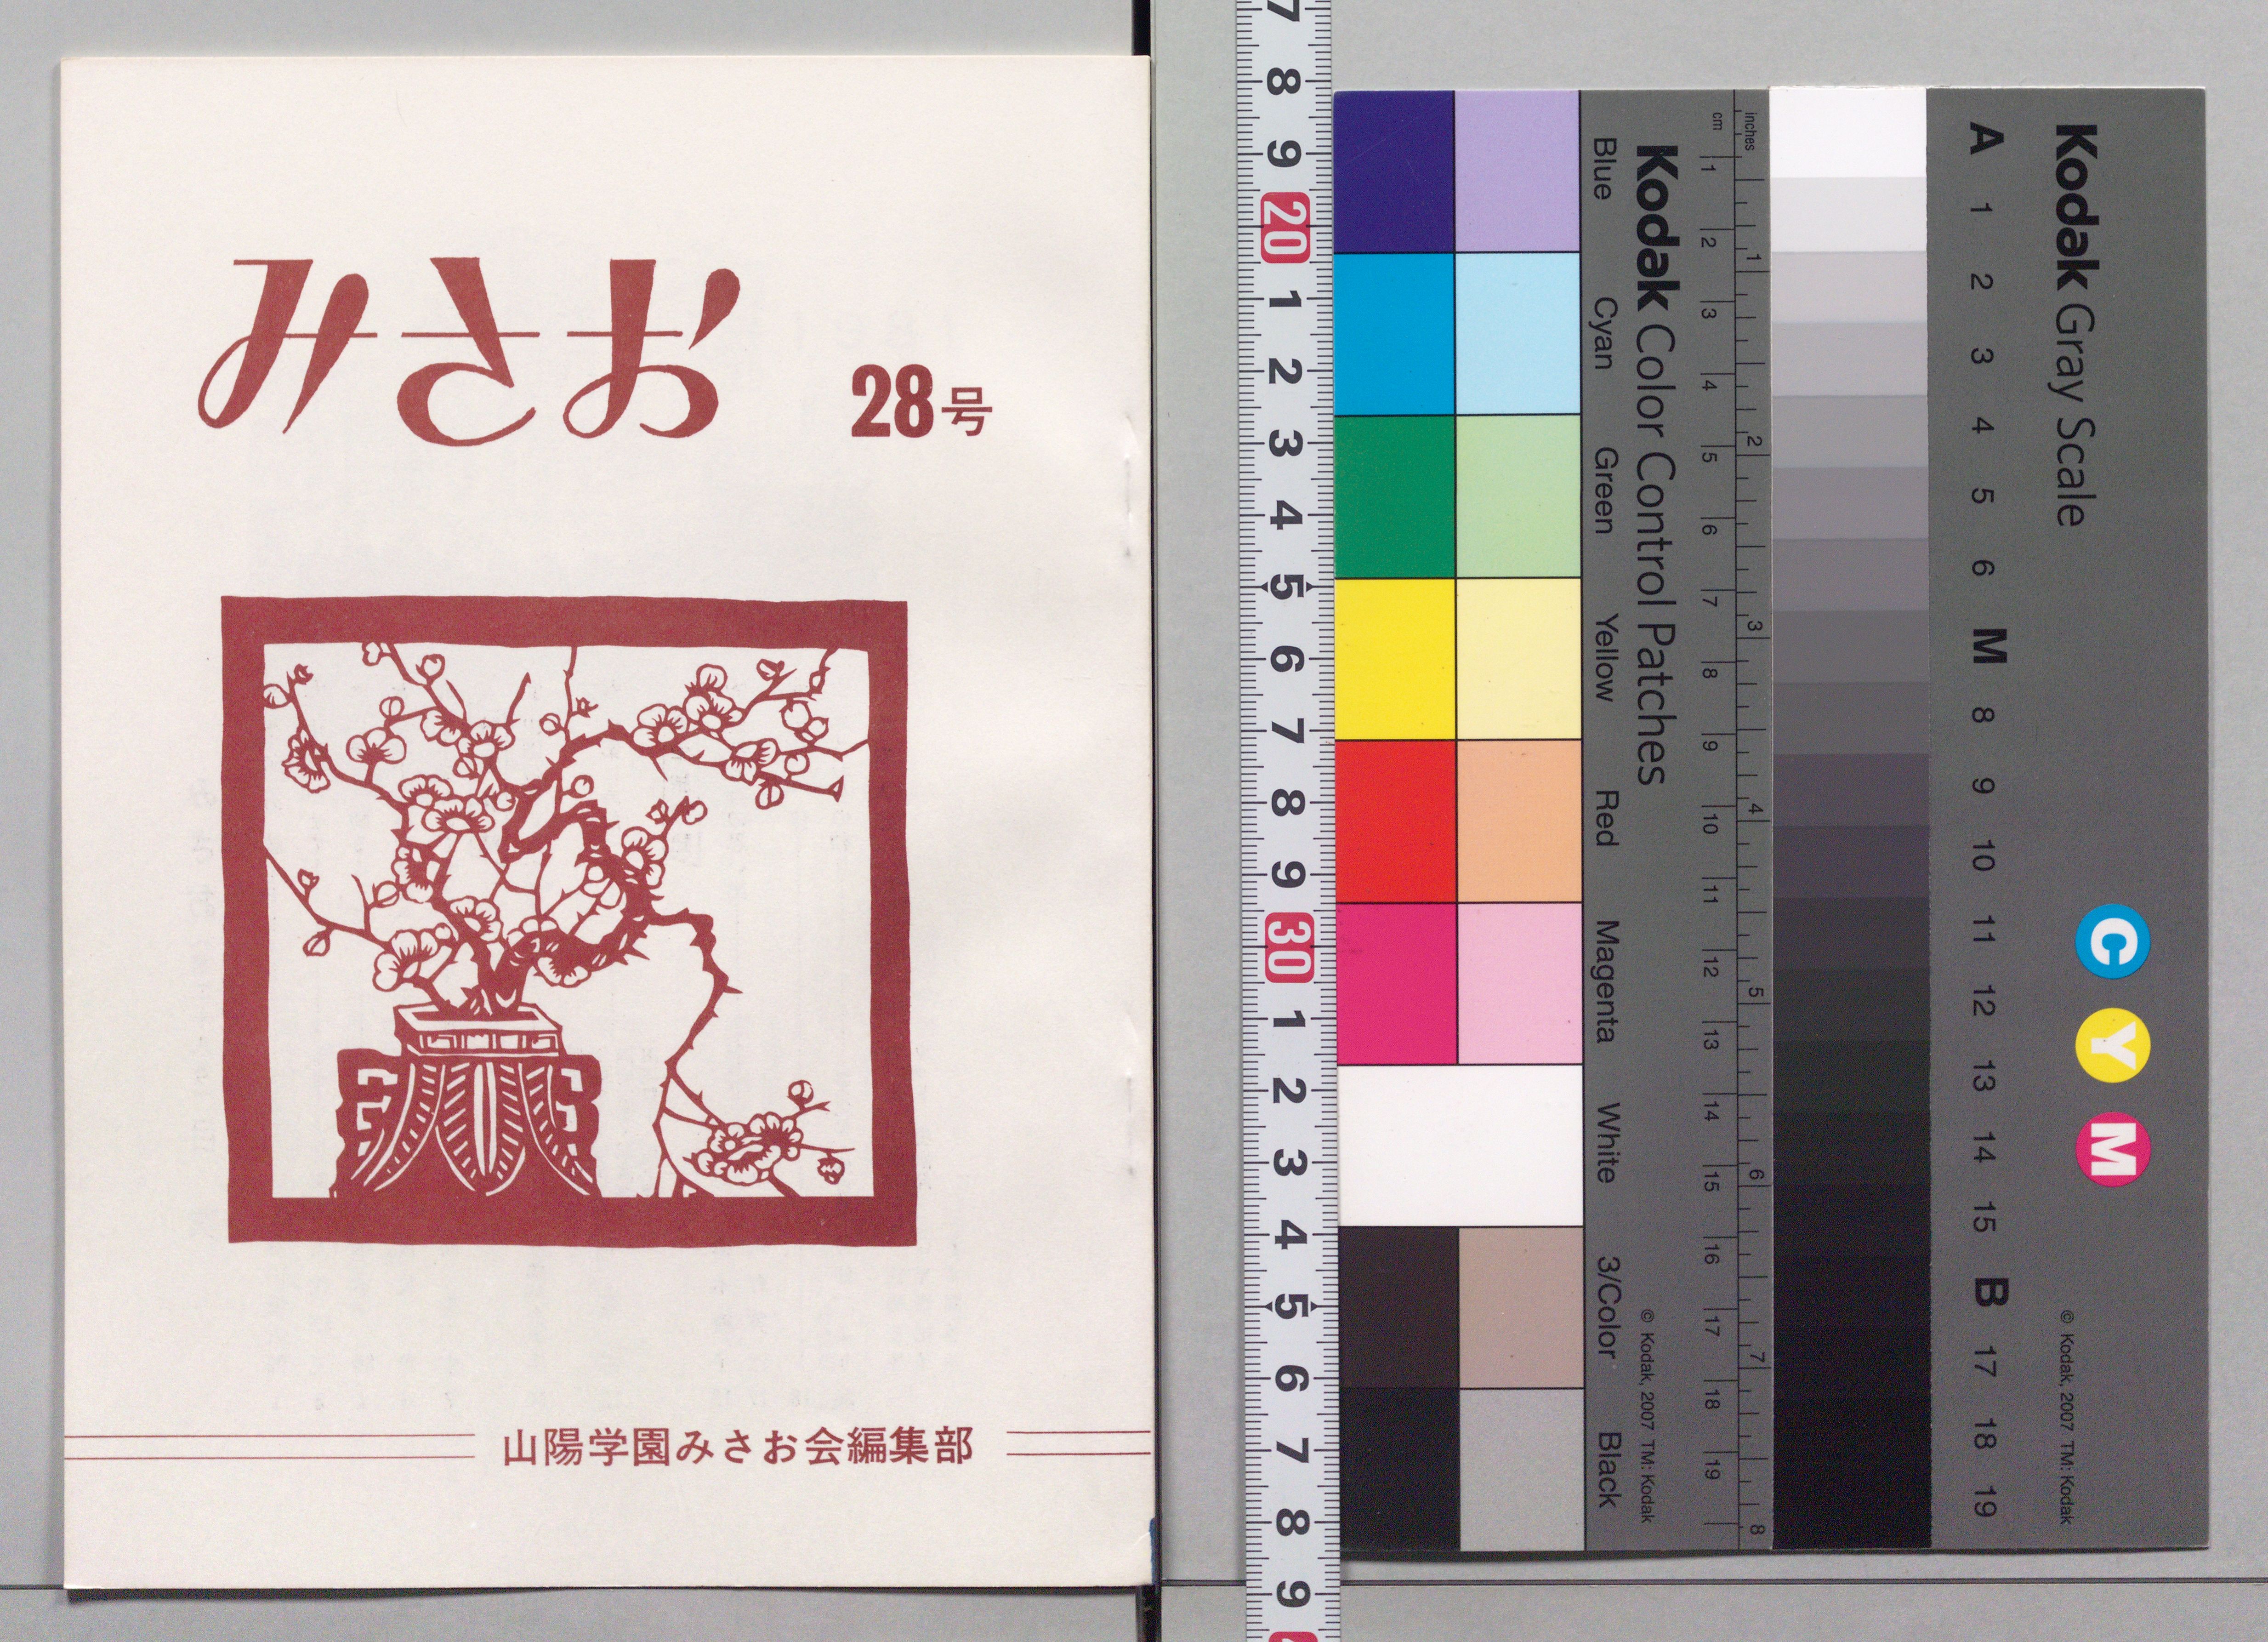 みさお
28号
山陽学園みさお会編集部
7 8 9 20 1 2 3 4 5 6 7 8 9 30 1 2 3 4 5 6 7 8 9
Blue Cyan Green Yellow Red Magenta White 3/Color Black
Kodak Color Control Patches
© Kodak, 2007 TM: Kodak
cm 1 2 3 4 5 6 7 8 9 10 11 12 13 14 15 16 17 18 19
inches 1 2 3 4 5 6 7 8
A 1 2 3 4 5 6 M 8 9 10 11 12 13 14 15 B 17 18 19
Kodak Gray Scale
C Y M
© Kodak, 2007 TM: Kodak